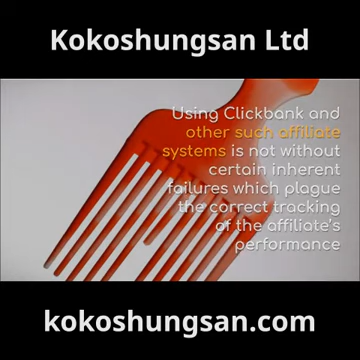 Kokoshungsan Ltd
Using Clickbank and
other such affiliate
systems is not without
certain inherent
failures which plague
the correct tracking
of the affiliate's
performance
kokoshungsan.com